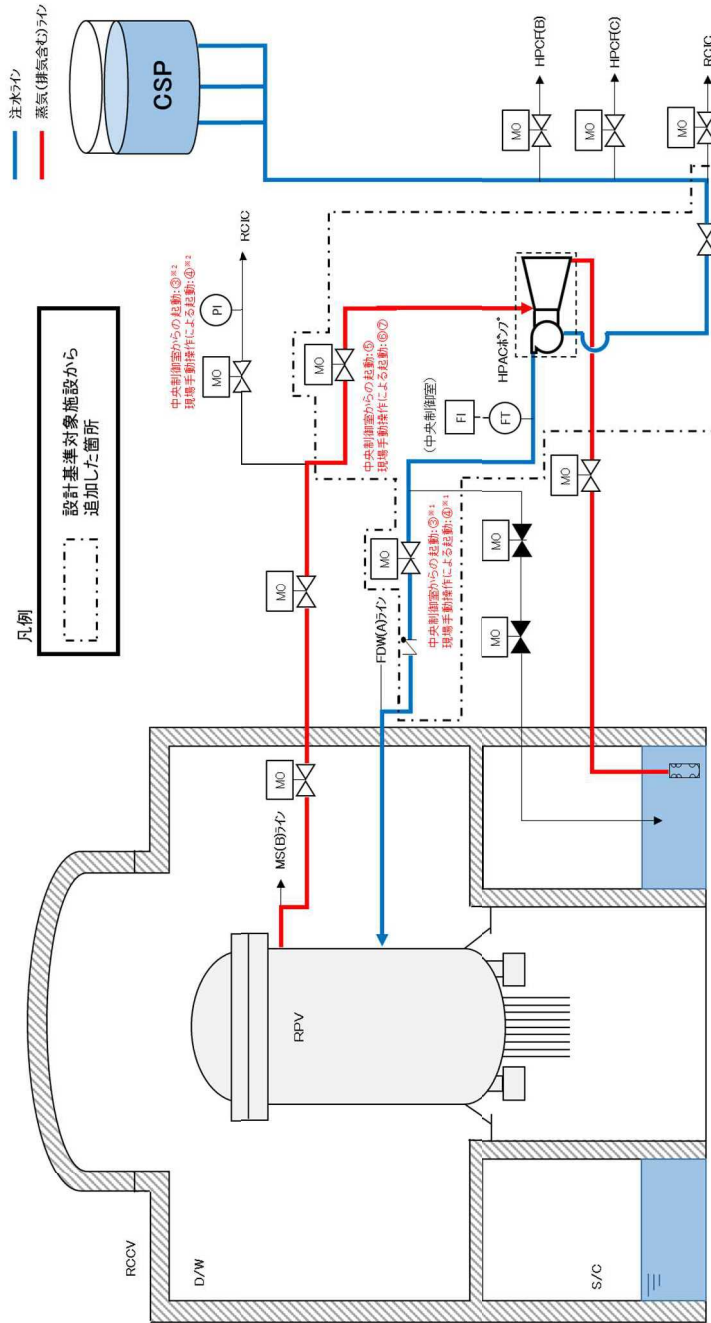 凡例
設計基準対象施設から
追加した箇所
注水ライン
蒸気(排気含む)ライン
CSP
RCCV
D/W
S/C
RPV
MS(B)ライン
FDW(A)ライン
MO
MO
MO
PI
RCIC
中央制御室からの起動:③※2
現場手動操作による起動:④※2
MO
中央制御室からの起動:⑤
現場手動操作による起動:⑥⑦
MO
中央制御室からの起動:③※1
現場手動操作による起動:④※1
FI
FT
(中央制御室)
HPACポンプ
MO
MO
MO
MO
HPCF(B)
MO
HPCF(C)
MO
RCIC